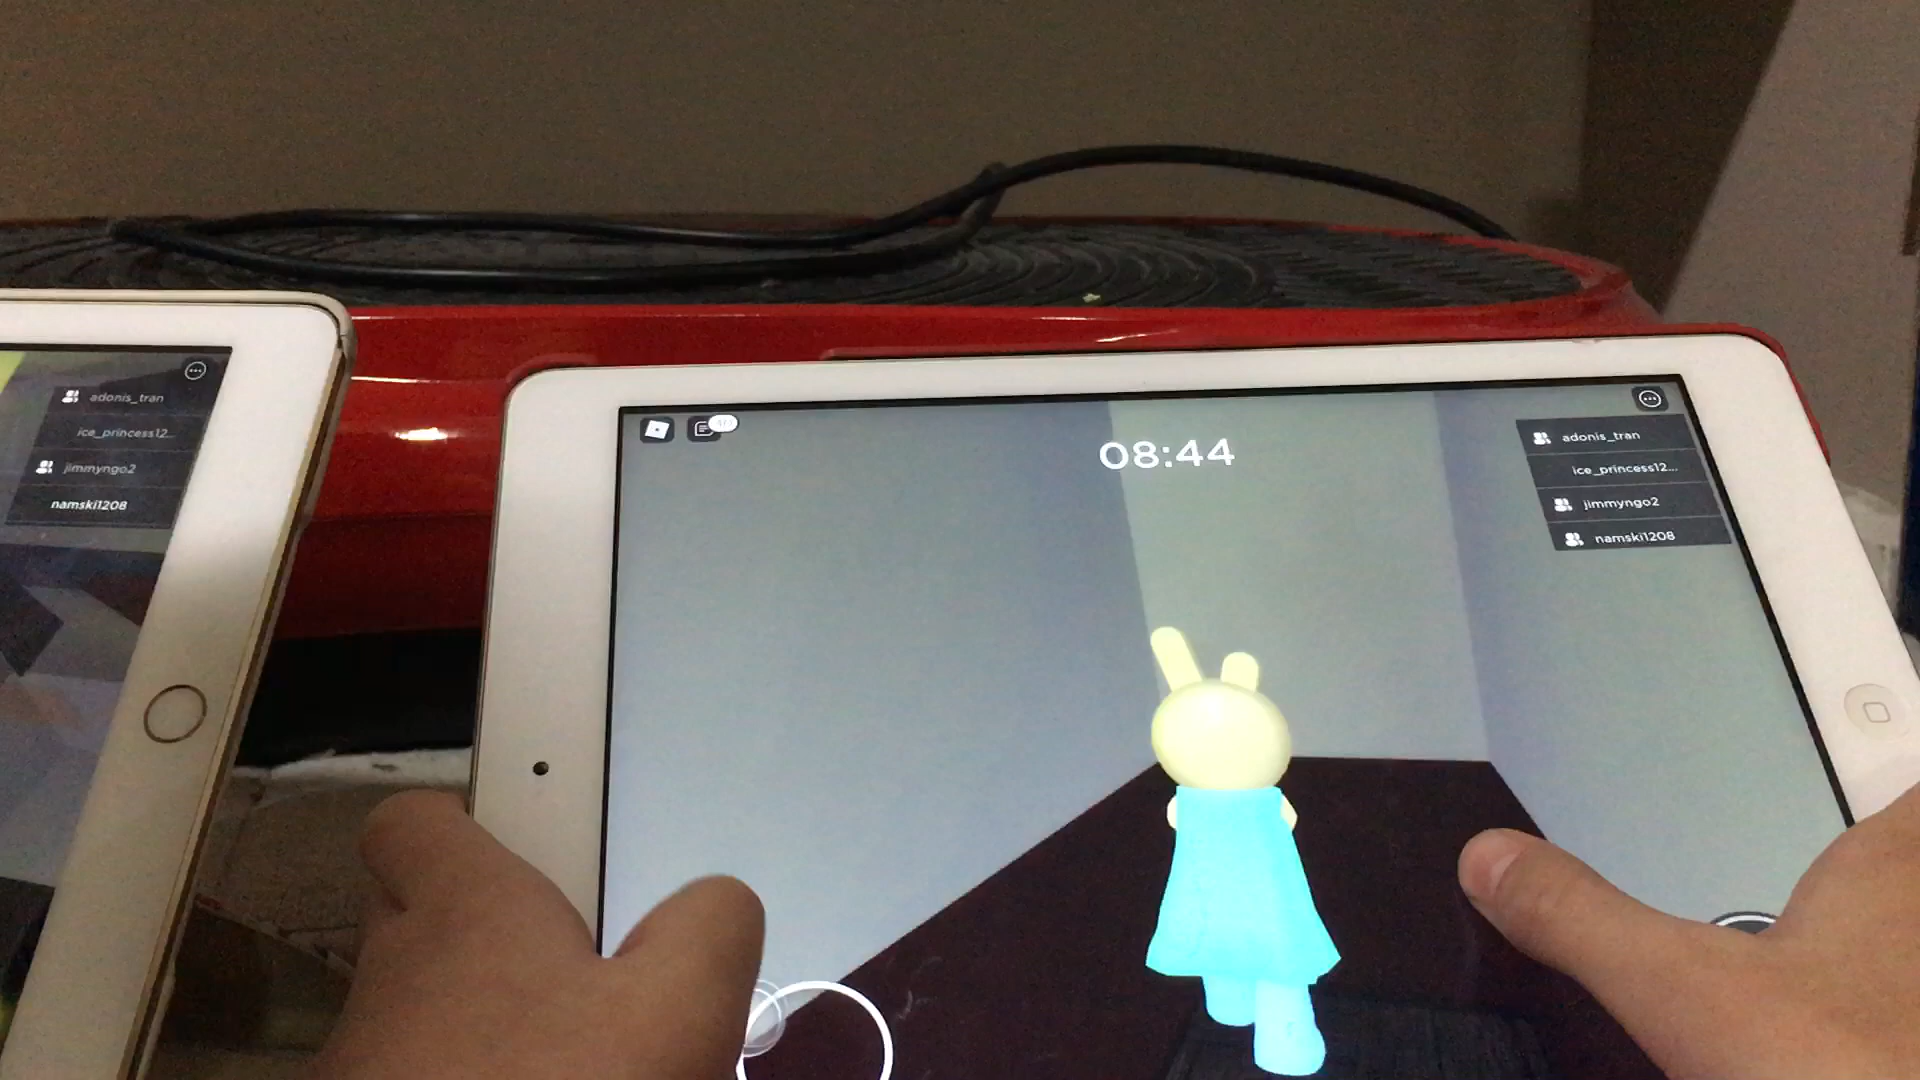 adonis_tran
ice_princess12...
jimmyngo2
namski1208
08:44
adonis_tran
ice_princess12...
jimmyngo2
namski1208